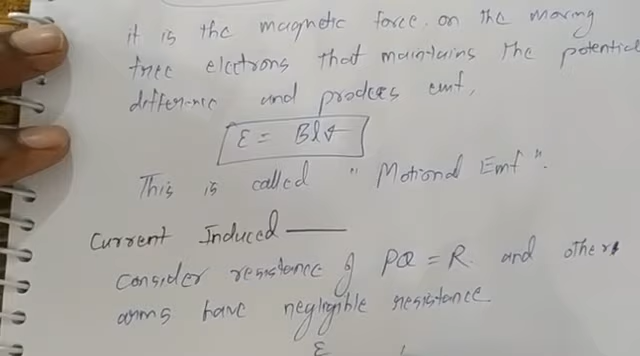 it is the magnetic force on the moving
free electrons that maintains the potential
difference and produces emf,
ε = Blv
This is called "Motional Emf".
Current Induced —
Consider resistance of PQ = R. and others
arms have negligible resistance.
ε